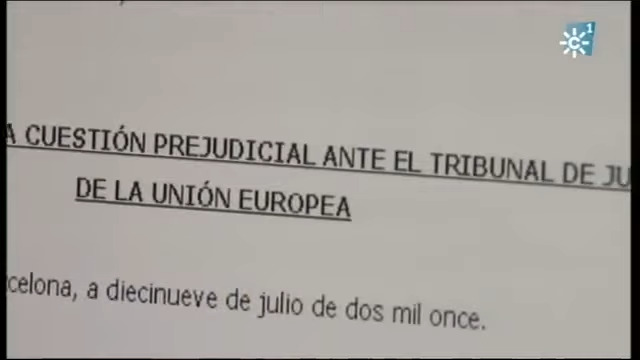 A CUESTIÓN PREJUDICIAL ANTE EL TRIBUNAL DE JU
DE LA UNIÓN EUROPEA
rcelona, a diecinueve de julio de dos mil once.
C 1